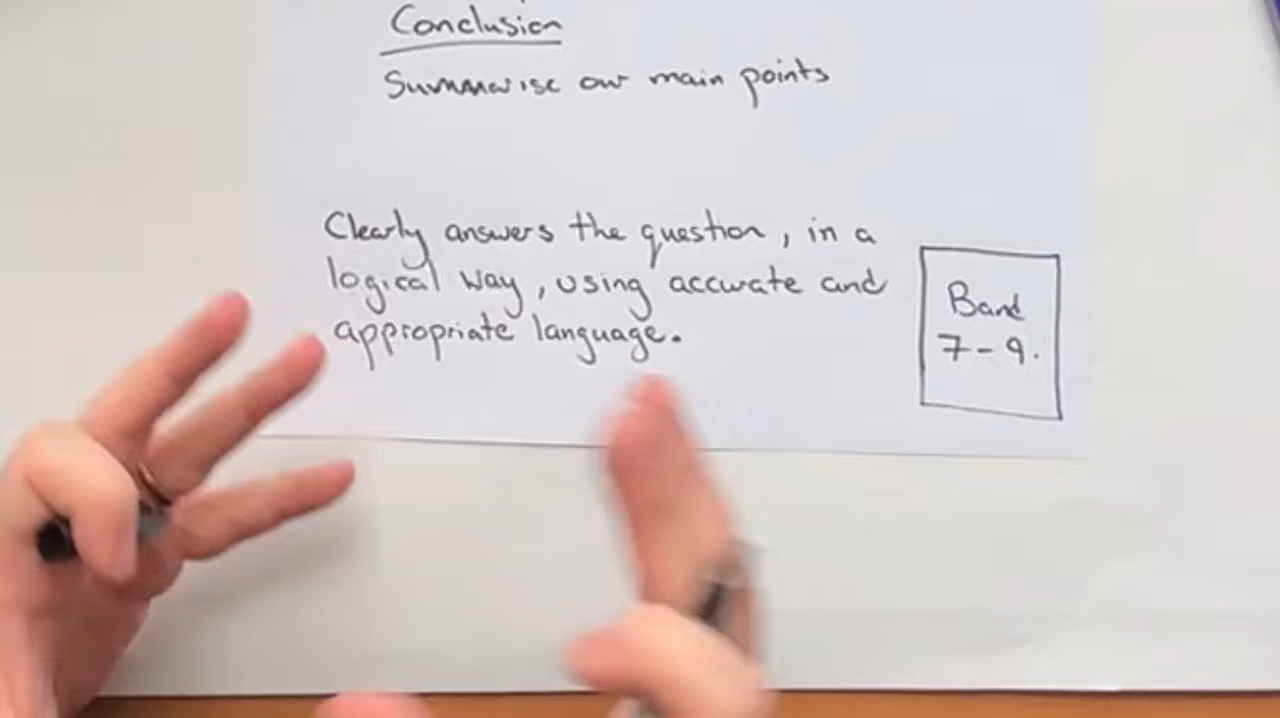 Conclusion
Summarise our main points
Clearly answers the question, in a
logical way, using accurate and
appropriate language.
Band
7-9.